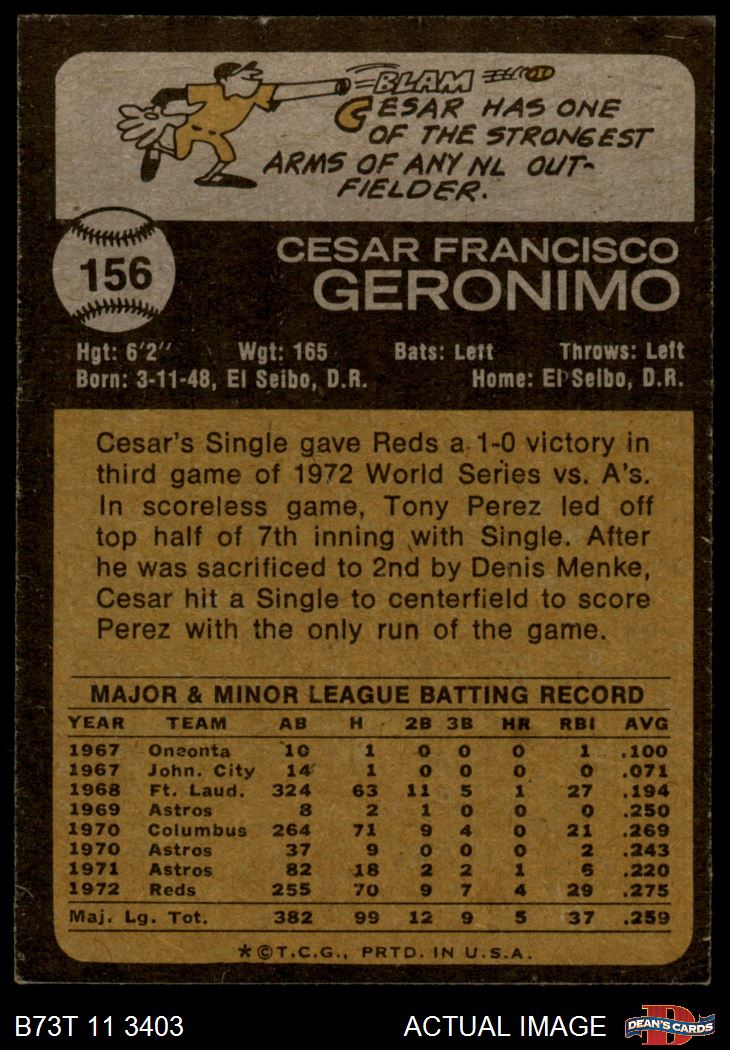 BLAM
CESAR HAS ONE
OF THE STRONGEST
ARMS OF ANY NL OUT-
FIELDER.
156
CESAR FRANCISCO
GERONIMO
Hgt: 6'2" Wgt: 165 Bats: Left Throws: Left
Born: 3-11-48, El Seibo, D.R. Home: El Seibo, D.R.
Cesar's Single gave Reds a 1-0 victory in
third game of 1972 World Series vs. A's.
In scoreless game, Tony Perez led off
top half of 7th inning with Single. After
he was sacrificed to 2nd by Denis Menke,
Cesar hit a Single to centerfield to score
Perez with the only run of the game.
MAJOR & MINOR LEAGUE BATTING RECORD
YEAR TEAM AB H 2B 3B HR RBI AVG
1967 Oneonta 10 1 0 0 0 1 .100
1967 John. City 14 1 0 0 0 0 .071
1968 Ft. Laud. 324 63 11 5 1 27 .194
1969 Astros 8 2 1 0 0 0 .250
1970 Columbus 264 71 9 4 0 21 .269
1970 Astros 37 9 0 0 0 2 .243
1971 Astros 82 18 2 2 1 6 .220
1972 Reds 255 70 9 7 4 29 .275
Maj. Lg. Tot. 382 99 12 9 5 37 .259
*©T.C.G., PRTD. IN U.S.A.
B73T 11 3403 ACTUAL IMAGE D DEAN'S CARDS